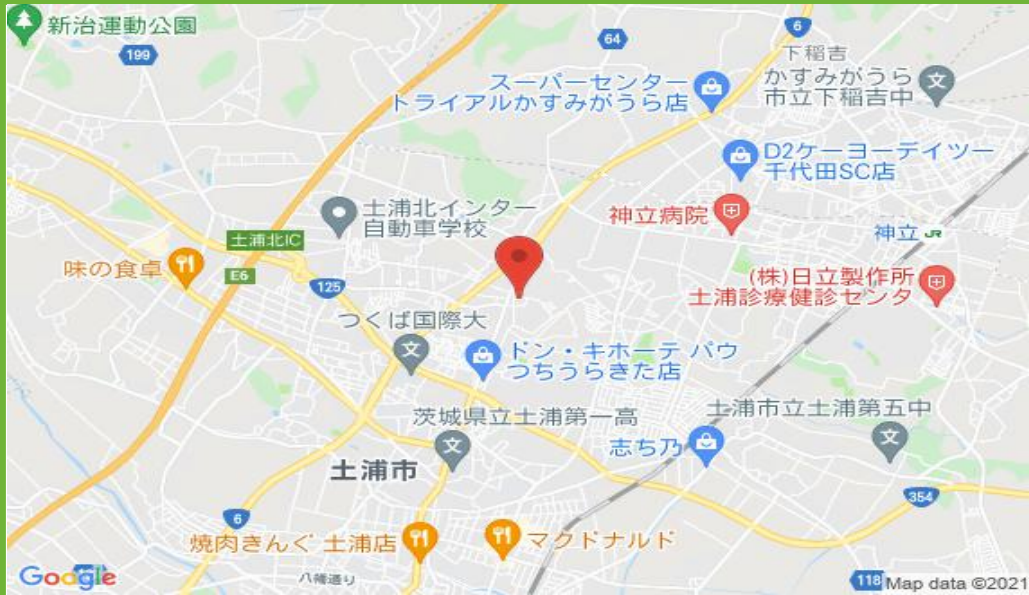 新治運動公園
199
64
6
下稲吉
かすみがうら
市立下稲吉中
スーパーセンター
トライアルかすみがうら店
D2ケーヨーデイツー
千代田SC店
土浦北インター
自動車学校
神立病院
神立 JR
土浦北IC
味の食卓
E6
125
(株)日立製作所
土浦診療健診センタ
つくば国際大
ドン・キホーテ パウ
つちうらきた店
茨城県立土浦第一高
土浦市立土浦第五中
志ち乃
土浦市
354
6
焼肉きんぐ 土浦店
マクドナルド
Google
八幡通り
118
Map data ©2021